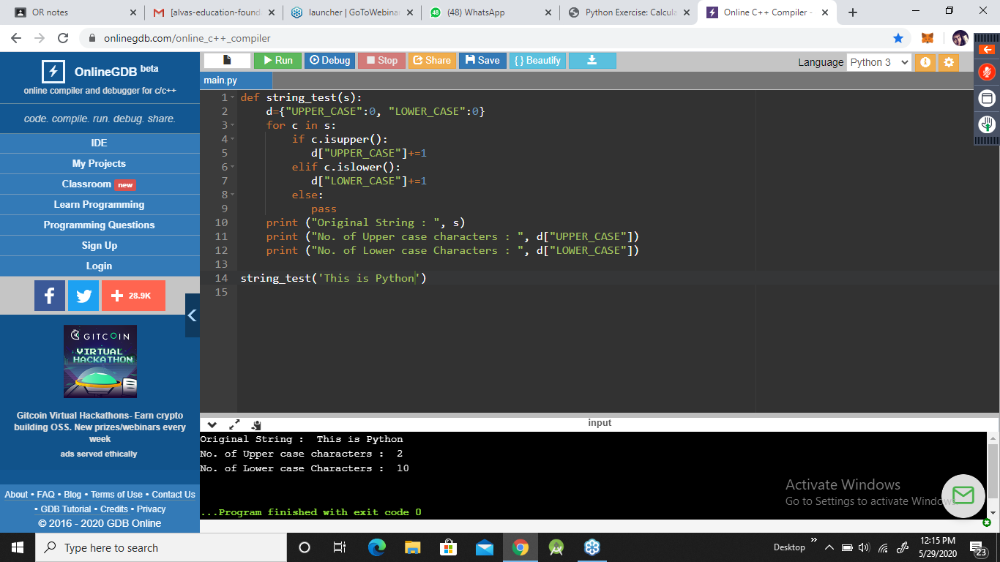 OR notes
[alvas-education-found
launcher | GoToWebinar
(48) WhatsApp
Python Exercise: Calcula
Online C++ Compiler -
onlinegdb.com/online_c++_compiler
OnlineGDB beta
online compiler and debugger for c/c++
code. compile. run. debug. share.
IDE
My Projects
Classroom new
Learn Programming
Programming Questions
Sign Up
Login
+ 28.9K
GITCOIN
VIRTUAL
HACKATHON
Gitcoin Virtual Hackathons- Earn crypto
building OSS. New prizes/webinars every
week
ads served ethically
About • FAQ • Blog • Terms of Use • Contact Us
• GDB Tutorial • Credits • Privacy
© 2016 - 2020 GDB Online
Run Debug Stop Share Save { } Beautify
Language Python 3
main.py
1 def string_test(s):
2     d={"UPPER_CASE":0, "LOWER_CASE":0}
3     for c in s:
4         if c.isupper():
5            d["UPPER_CASE"]+=1
6         elif c.islower():
7            d["LOWER_CASE"]+=1
8         else:
9            pass
10     print ("Original String : ", s)
11     print ("No. of Upper case characters : ", d["UPPER_CASE"])
12     print ("No. of Lower case Characters : ", d["LOWER_CASE"])
13
14 string_test('This is Python')
15
input
Original String :  This is Python
No. of Upper case characters :  2
No. of Lower case Characters :  10
...Program finished with exit code 0
Activate Windows
Go to Settings to activate Windows.
Type here to search
Desktop
12:15 PM
5/29/2020
23